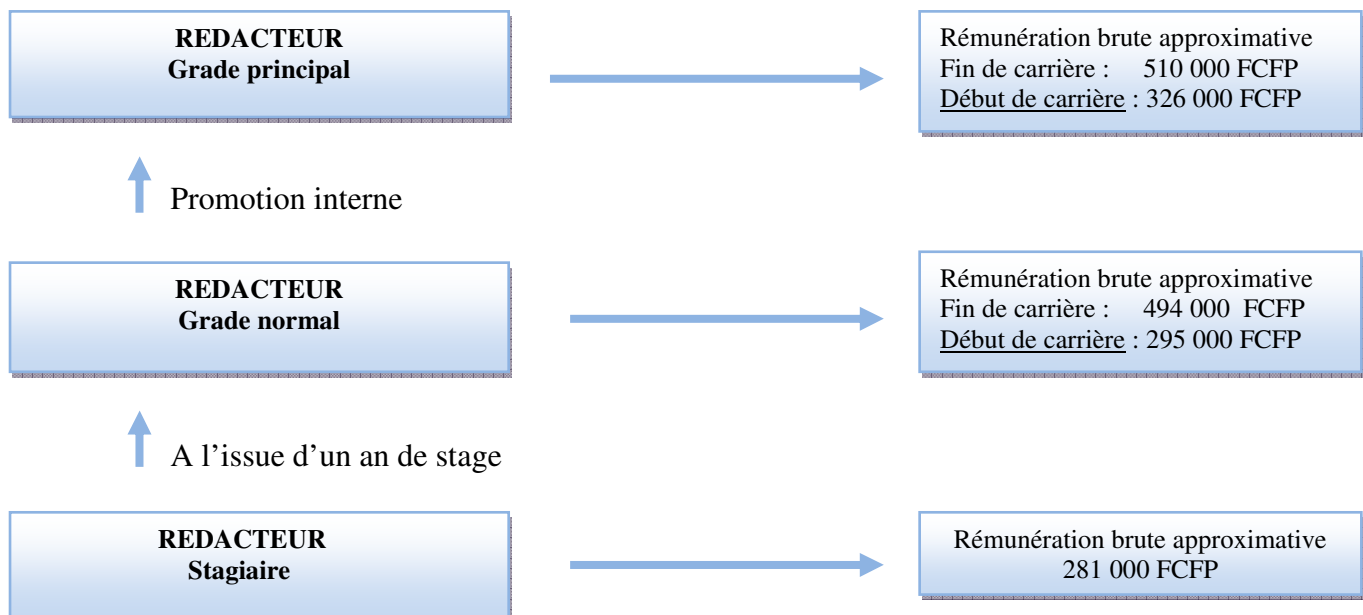 REDACTEUR
Grade principal
Rémunération brute approximative
Fin de carrière : 510 000 FCFP
Début de carrière : 326 000 FCFP
Promotion interne
REDACTEUR
Grade normal
Rémunération brute approximative
Fin de carrière : 494 000 FCFP
Début de carrière : 295 000 FCFP
A l’issue d’un an de stage
REDACTEUR
Stagiaire
Rémunération brute approximative
281 000 FCFP